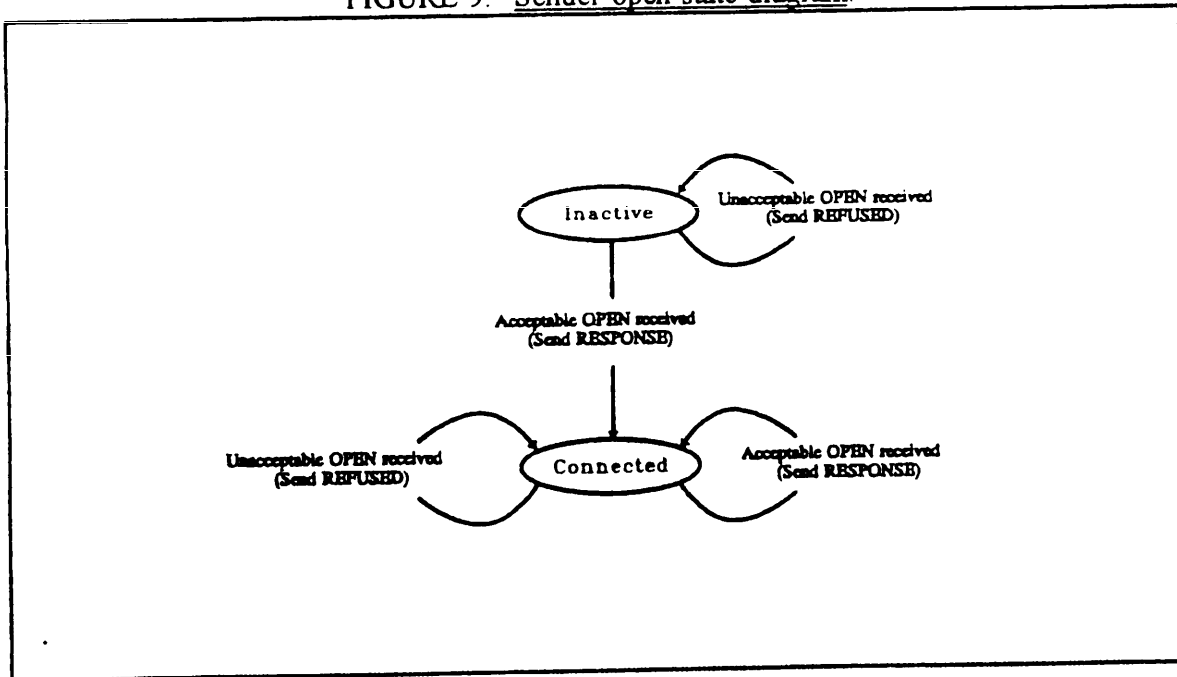 FIGURE 9. Sender open state diagram.
Inactive
Unacceptable OPEN received
(Send REFUSED)
Acceptable OPEN received
(Send RESPONSE)
Unacceptable OPEN received
(Send REFUSED)
Connected
Acceptable OPEN received
(Send RESPONSE)